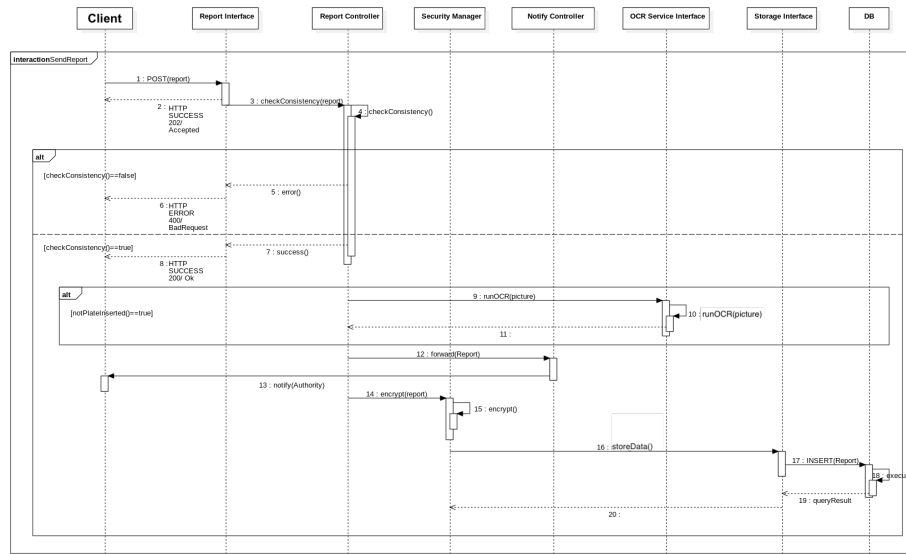 Client
Report Interface
Report Controller
Security Manager
Notify Controller
OCR Service Interface
Storage Interface
DB
interactionSendReport
1 : POST(report)
2 : HTTP
SUCCESS
202/
Accepted
3 : checkConsistency(report)
4 : checkConsistency()
alt
[checkConsistency()==false]
5 : error()
6 : HTTP
ERROR
400/
BadRequest
[checkConsistency()==true]
7 : success()
8 : HTTP
SUCCESS
200/ Ok
alt
9 : runOCR(picture)
[notPlateInserted()==true]
10 : runOCR(picture)
11 :
12 : forward(Report)
13 : notify(Authority)
14 : encrypt(report)
15 : encrypt()
16 : storeData()
17 : INSERT(Report)
18 : execu
19 : queryResult
20 :